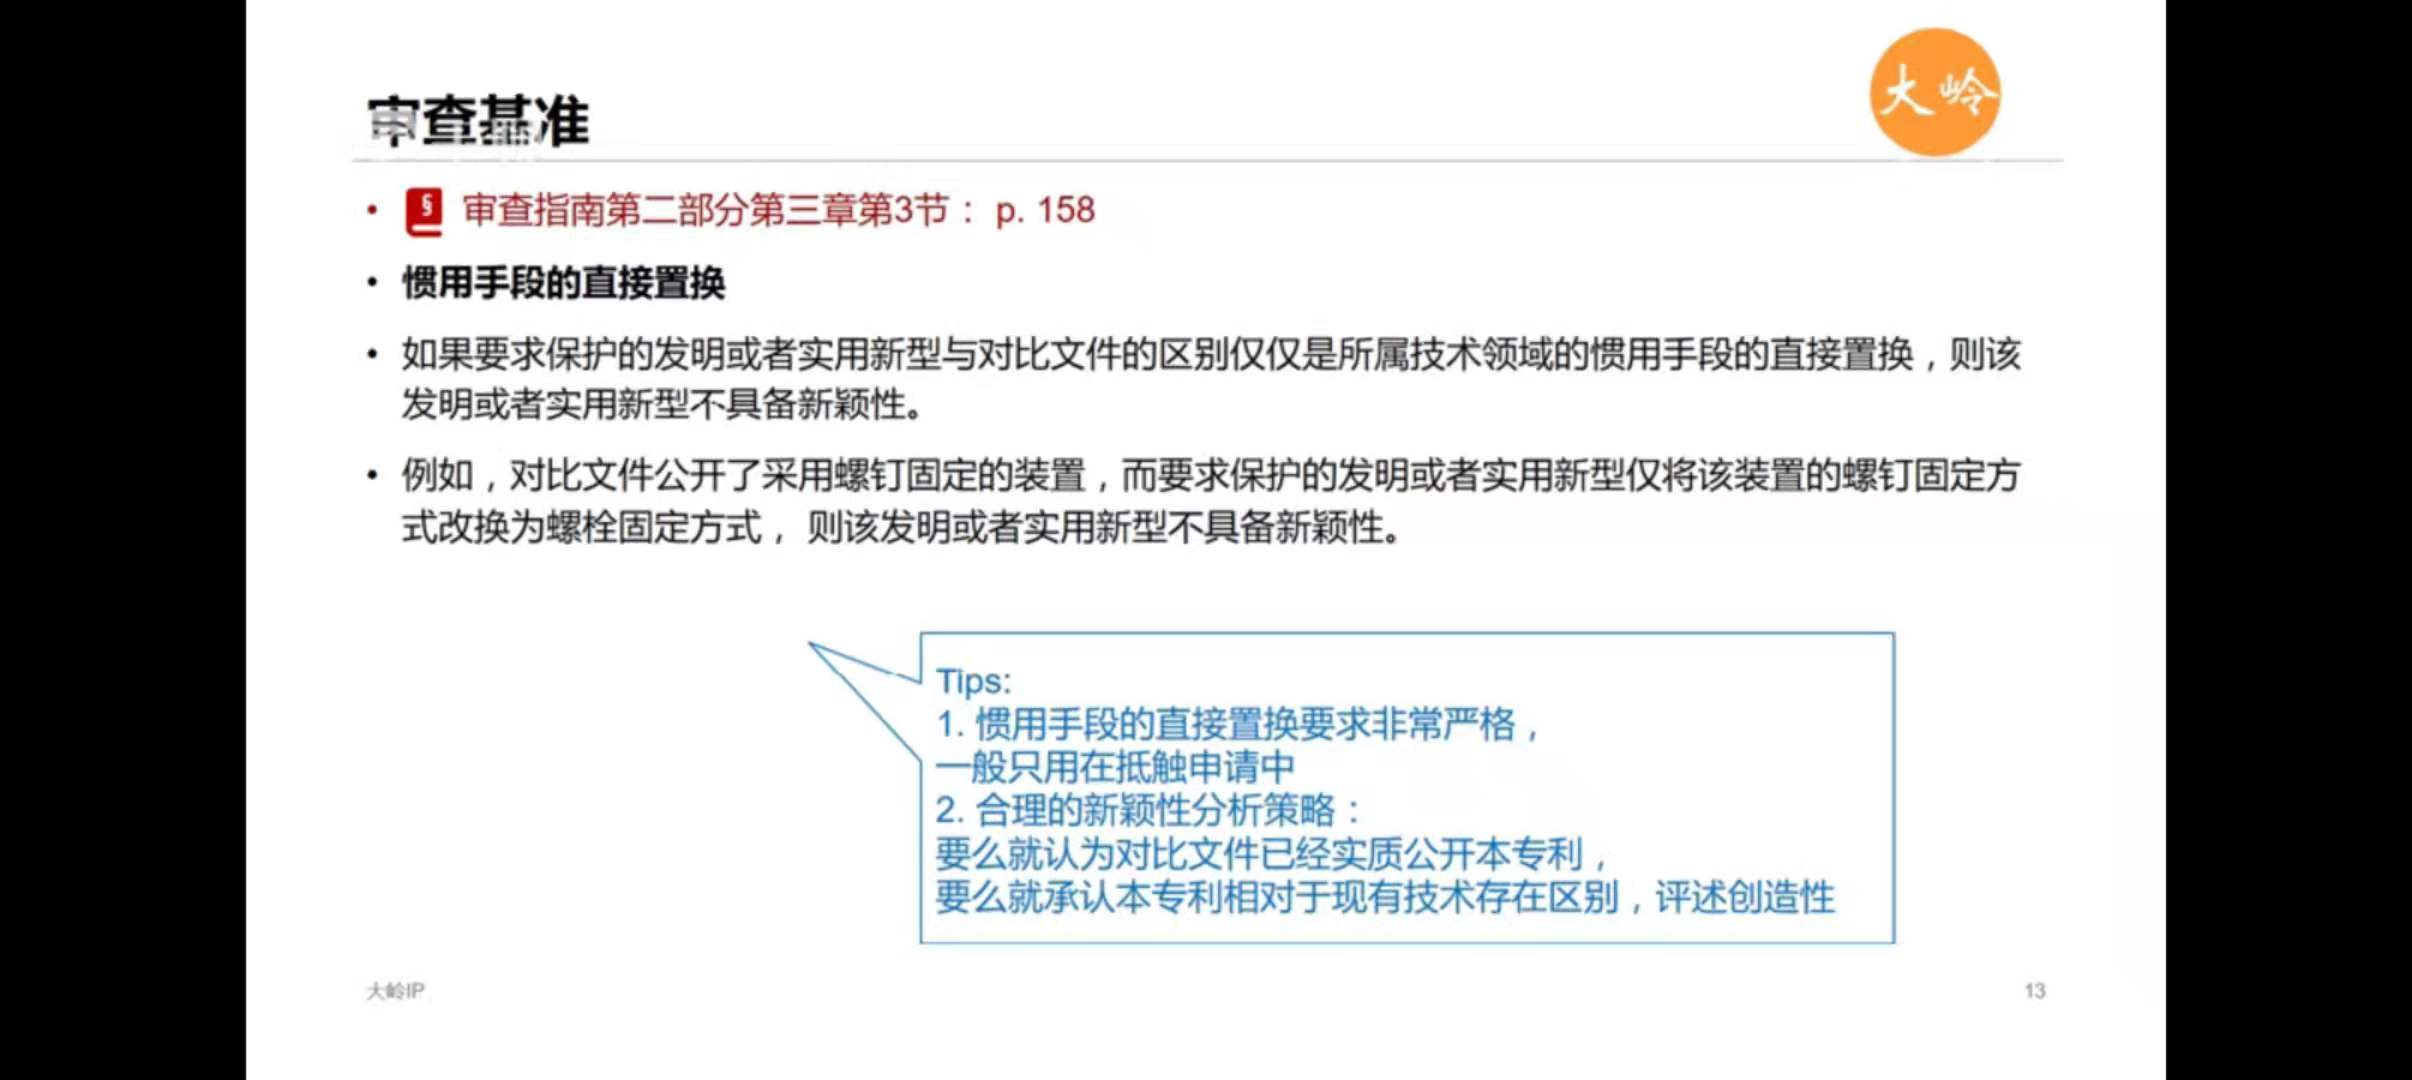 大岭
审查基准
• § 审查指南第二部分第三章第3节： p. 158
• 惯用手段的直接置换
• 如果要求保护的发明或者实用新型与对比文件的区别仅仅是所属技术领域的惯用手段的直接置换，则该
发明或者实用新型不具备新颖性。
• 例如，对比文件公开了采用螺钉固定的装置，而要求保护的发明或者实用新型仅将该装置的螺钉固定方
式改换为螺栓固定方式， 则该发明或者实用新型不具备新颖性。
Tips:
1. 惯用手段的直接置换要求非常严格，
一般只用在抵触申请中
2. 合理的新颖性分析策略：
要么就认为对比文件已经实质公开本专利，
要么就承认本专利相对于现有技术存在区别，评述创造性
大岭IP
13